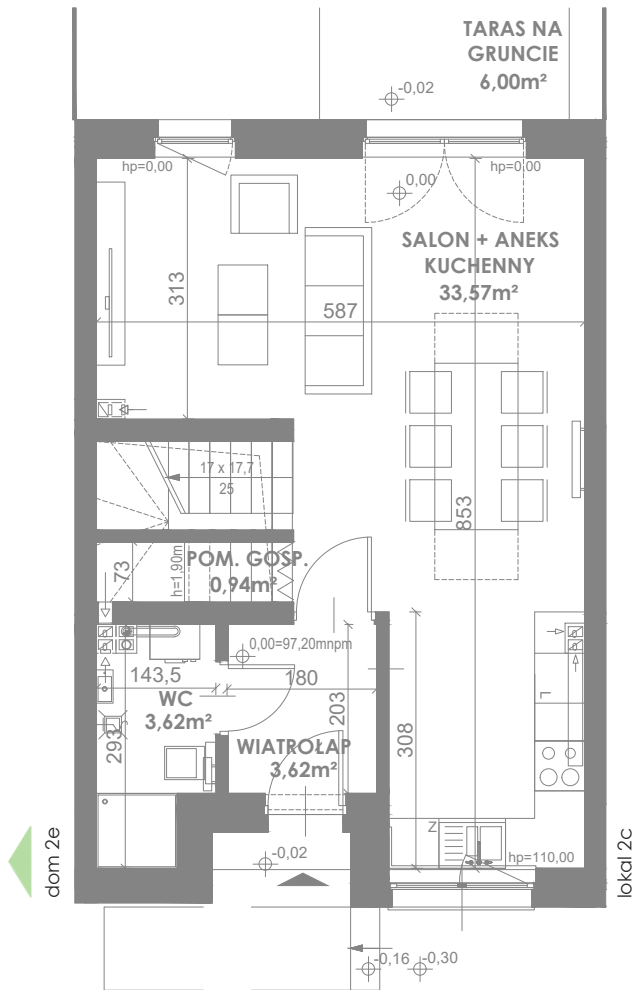 TARAS NA
GRUNCIE
6,00m²
-0,02
hp=0,00
hp=0,00
0,00
SALON + ANEKS
KUCHENNY
33,57m²
313
587
17 x 17,7
25
853
73
h=1,90m
POM. GOSP.
0,94m²
0,00=97,20mnpm
143,5
180
WC
3,62m²
203
308
L
293
WIATROŁAP
3,62m²
Z
hp=110,00
-0,02
dom 2e
lokal 2c
-0,16
-0,30